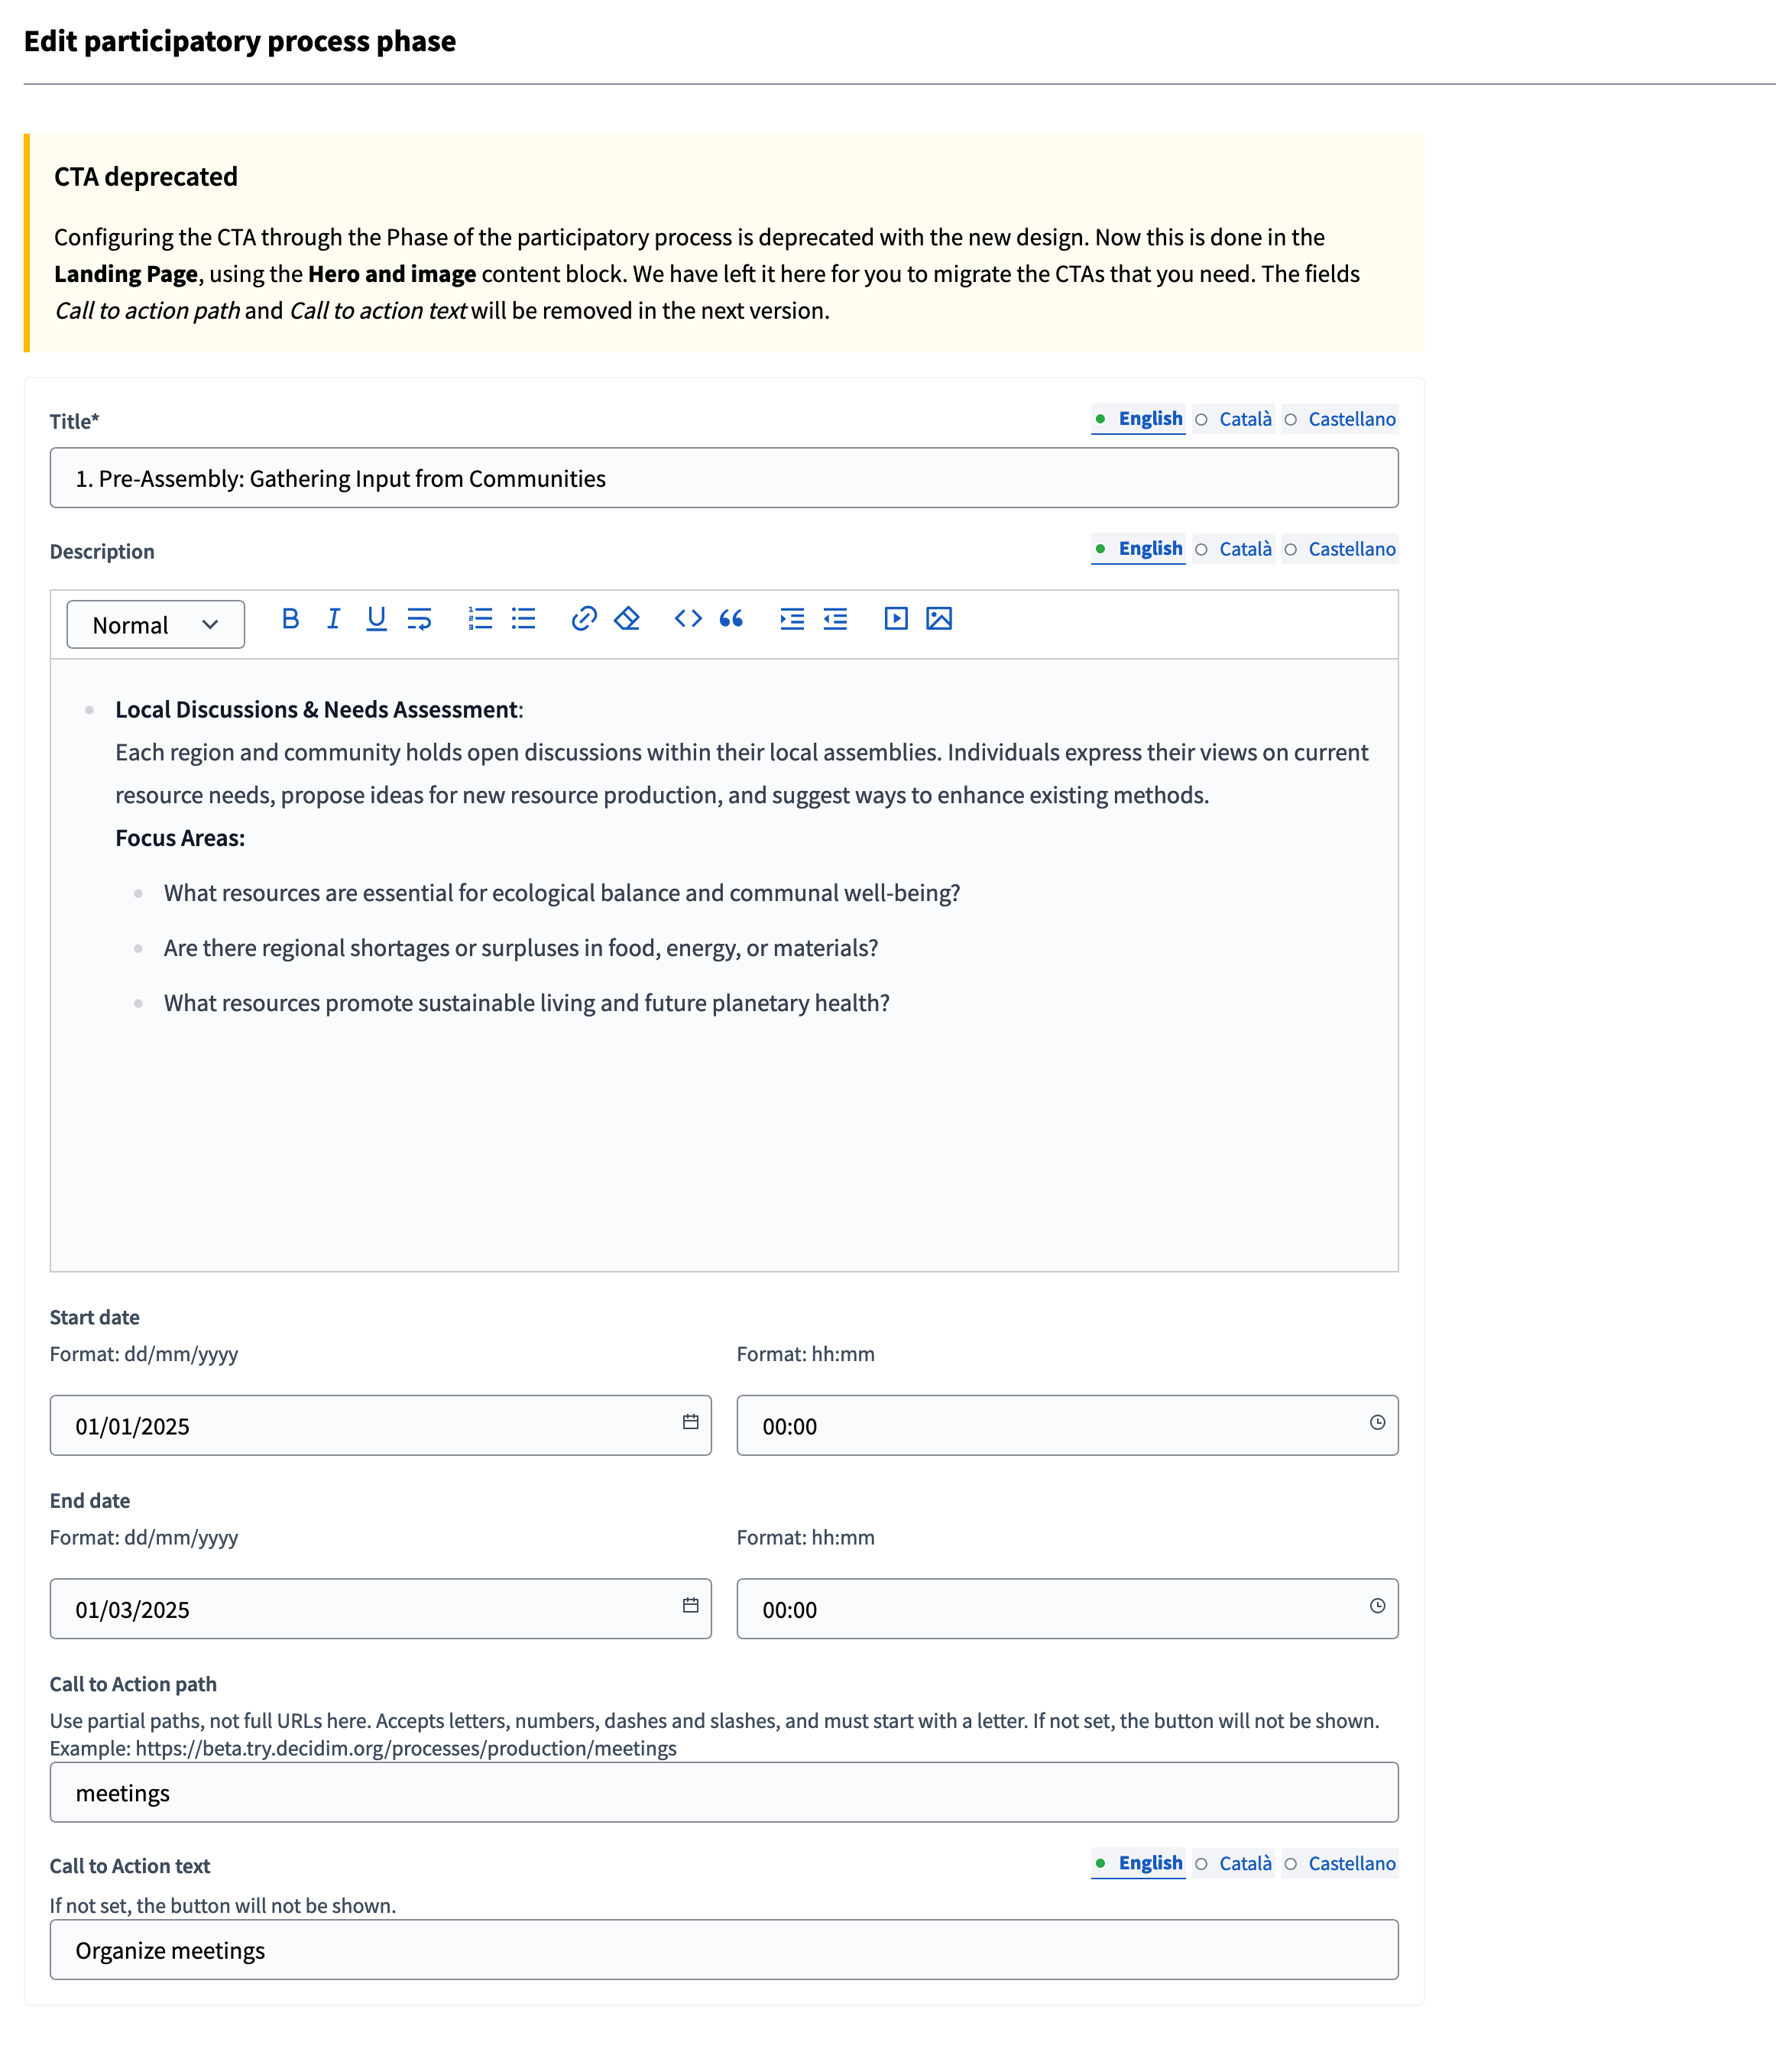 Edit participatory process phase
CTA deprecated
Configuring the CTA through the Phase of the participatory process is deprecated with the new design. Now this is done in the
Landing Page, using the Hero and image content block. We have left it here for you to migrate the CTAs that you need. The fields
Call to action path and Call to action text will be removed in the next version.
Title*
English Català Castellano
1. Pre-Assembly: Gathering Input from Communities
Description
English Català Castellano
Normal
Local Discussions & Needs Assessment:
Each region and community holds open discussions within their local assemblies. Individuals express their views on current
resource needs, propose ideas for new resource production, and suggest ways to enhance existing methods.
Focus Areas:
What resources are essential for ecological balance and communal well-being?
Are there regional shortages or surpluses in food, energy, or materials?
What resources promote sustainable living and future planetary health?
Start date
Format: dd/mm/yyyy
Format: hh:mm
01/01/2025
00:00
End date
Format: dd/mm/yyyy
Format: hh:mm
01/03/2025
00:00
Call to Action path
Use partial paths, not full URLs here. Accepts letters, numbers, dashes and slashes, and must start with a letter. If not set, the button will not be shown.
Example: https://beta.try.decidim.org/processes/production/meetings
meetings
Call to Action text
English Català Castellano
If not set, the button will not be shown.
Organize meetings